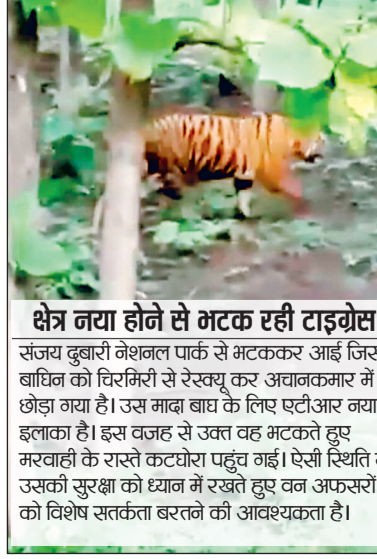 क्षेत्र नया होने से भटक रही टाइग्रेस
संजय दुबारी नेशनल पार्क से भटककर आई जिस
बाघिन को चिरमिरी से रेस्क्यू कर अचानकमार में
छोड़ा गया है। उस मादा बाघ के लिए एटीआर नया
इलाका है। इस वजह से उक्त वह भटकते हुए
मरवाही के रास्ते कटघोरा पहुंच गई। ऐसी स्थिति
उसकी सुरक्षा को ध्यान में रखते हुए वन अफसरों
को विशेष सतर्कता बरतने की आवश्यकता है।